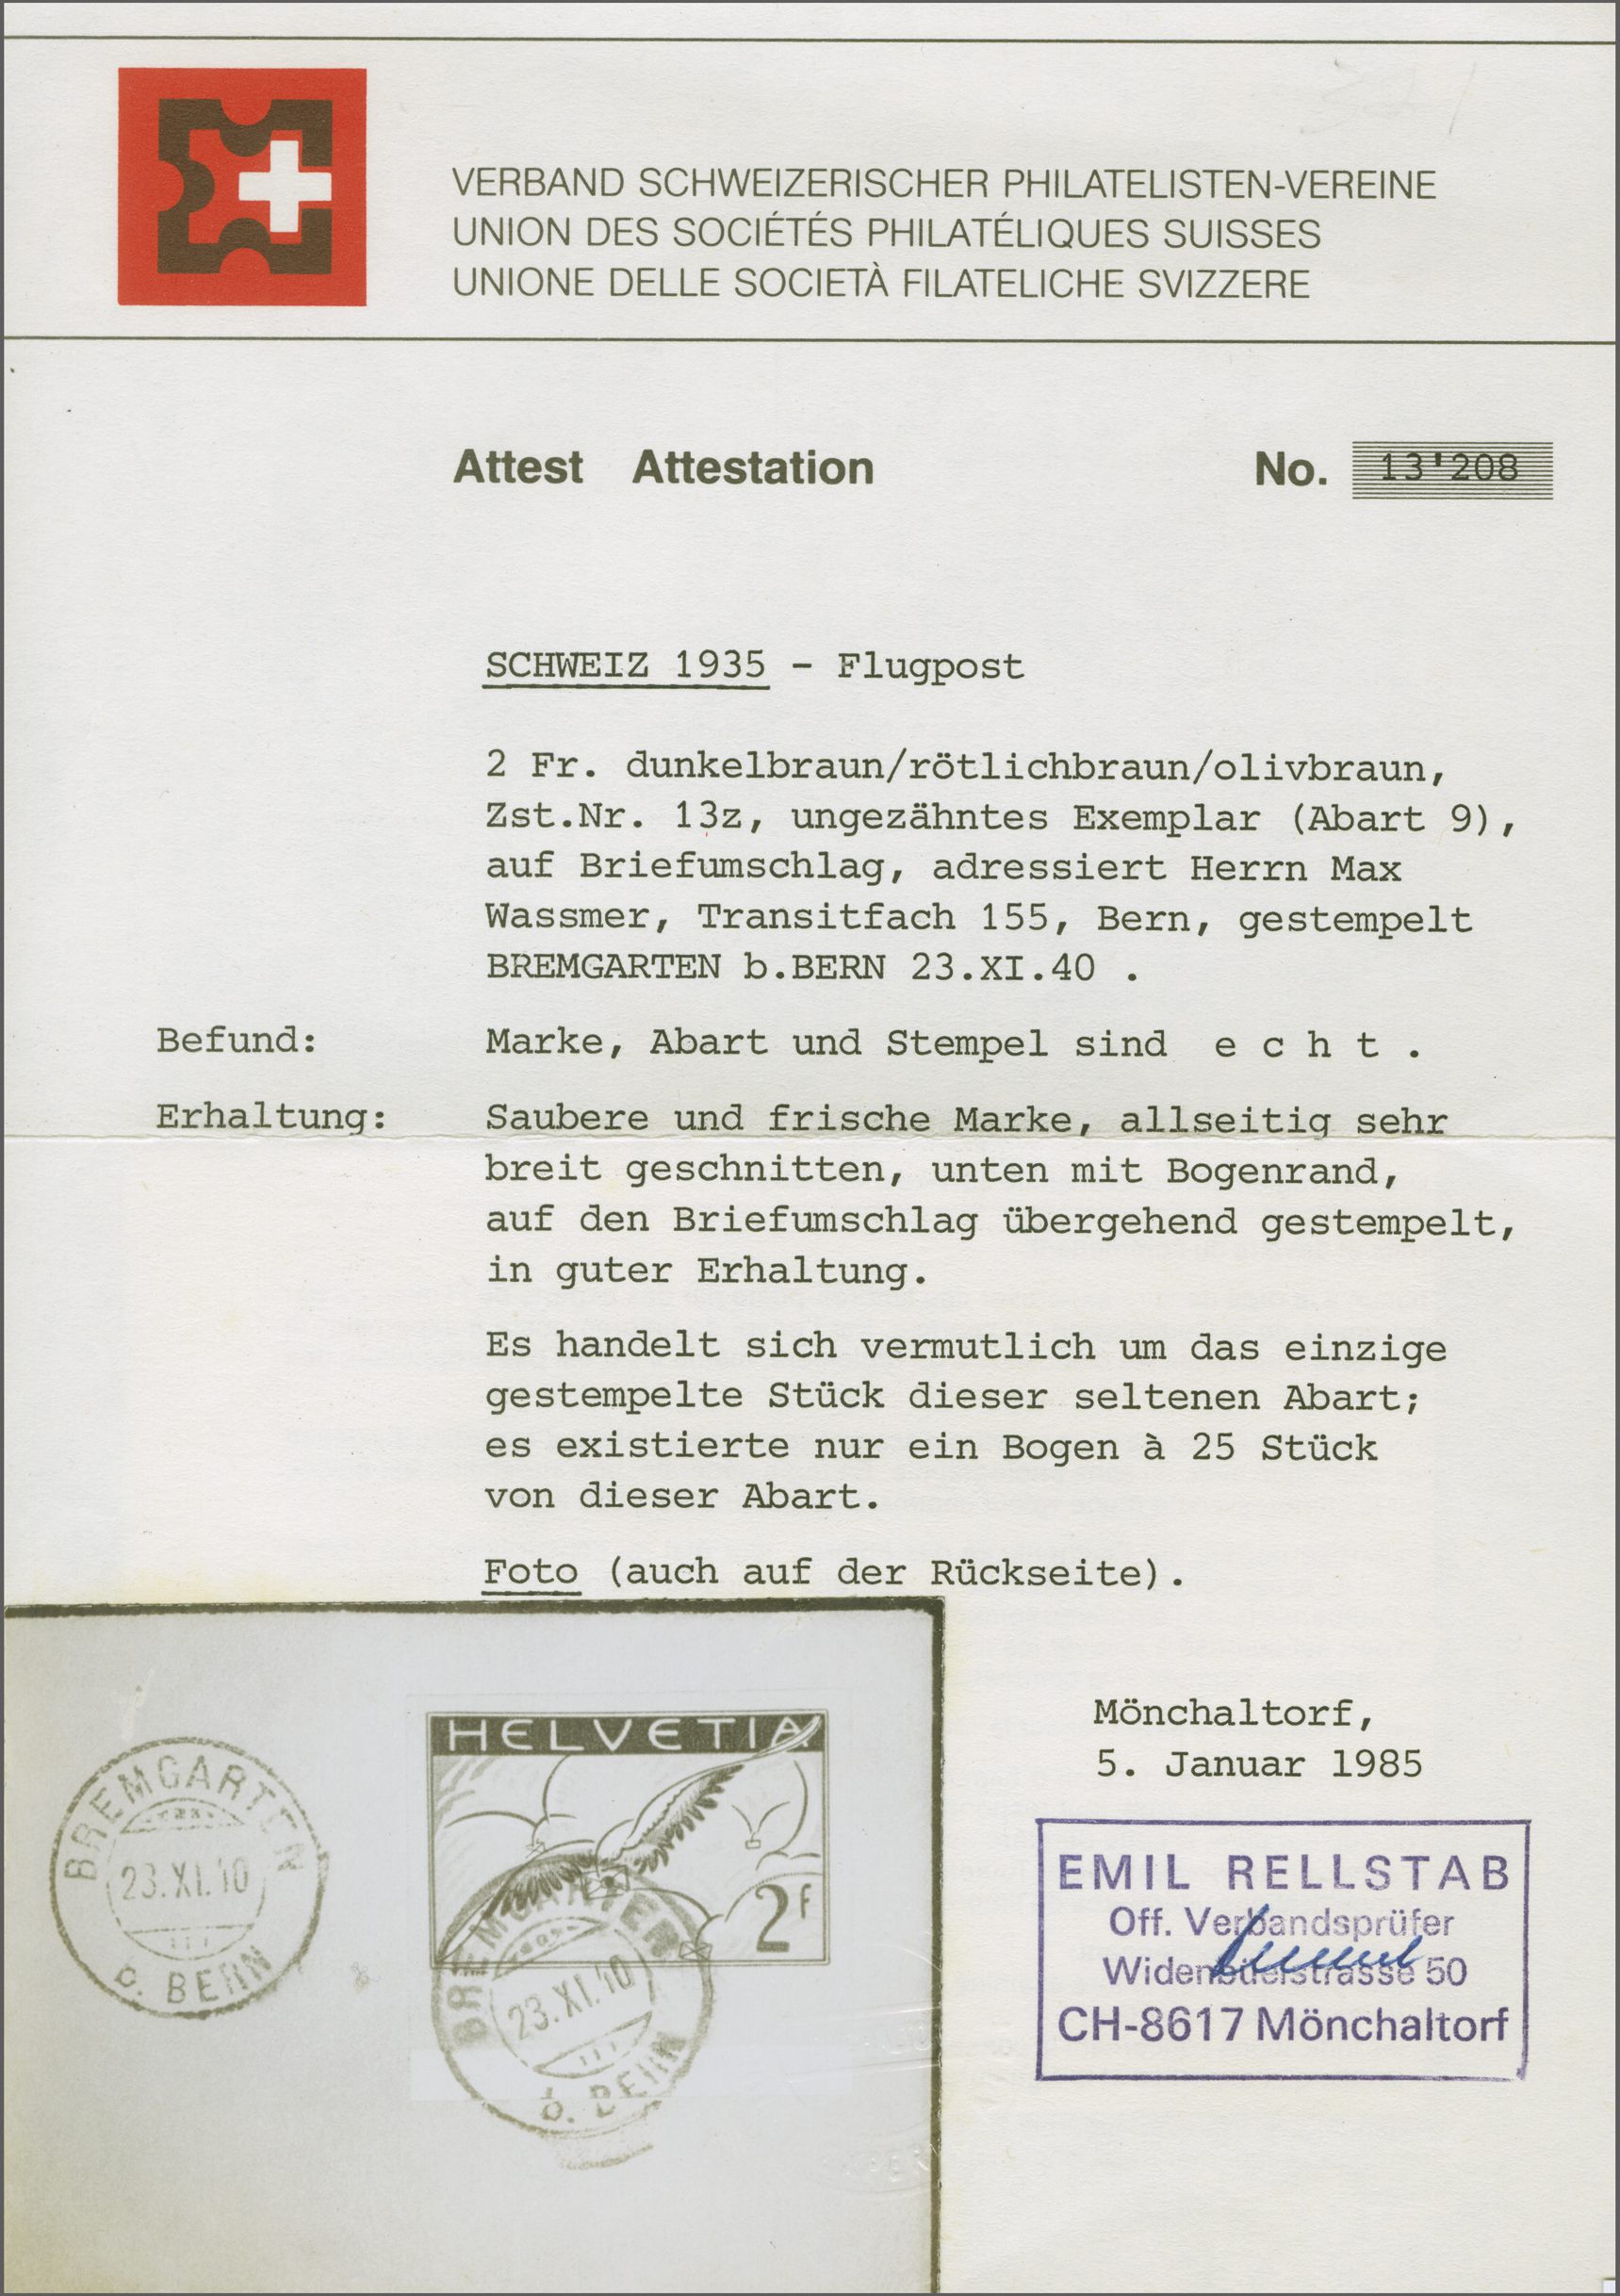 VERBAND SCHWEIZERISCHER PHILATELISTEN-VEREINE
UNION DES SOCIÉTÉS PHILATÉLIQUES SUISSES
UNIONE DELLE SOCIETÀ FILATELICHE SVIZZERE
Attest Attestation No. 13'208
SCHWEIZ 1935 - Flugpost
2 Fr. dunkelbraun/rötlichbraun/olivbraun,
Zst.Nr. 13z, ungezähntes Exemplar (Abart 9),
auf Briefumschlag, adressiert Herrn Max
Wassmer, Transitfach 155, Bern, gestempelt
BREMGARTEN b.BERN 23.XI.40 .
Befund: Marke, Abart und Stempel sind e c h t .
Erhaltung: Saubere und frische Marke, allseitig sehr
breit geschnitten, unten mit Bogenrand,
auf den Briefumschlag übergehend gestempelt,
in guter Erhaltung.
Es handelt sich vermutlich um das einzige
gestempelte Stück dieser seltenen Abart;
es existierte nur ein Bogen à 25 Stück
von dieser Abart.
Foto (auch auf der Rückseite).
Mönchaltorf,
5. Januar 1985
HELVETIA
2F
BREMGARTEN
23.XI.40
b. BERN
BREMGARTEN
23.XI.40
b. BERN
EMIL RELLSTAB
Off. Verbandsprüfer
50
CH-8617 Mönchaltorf